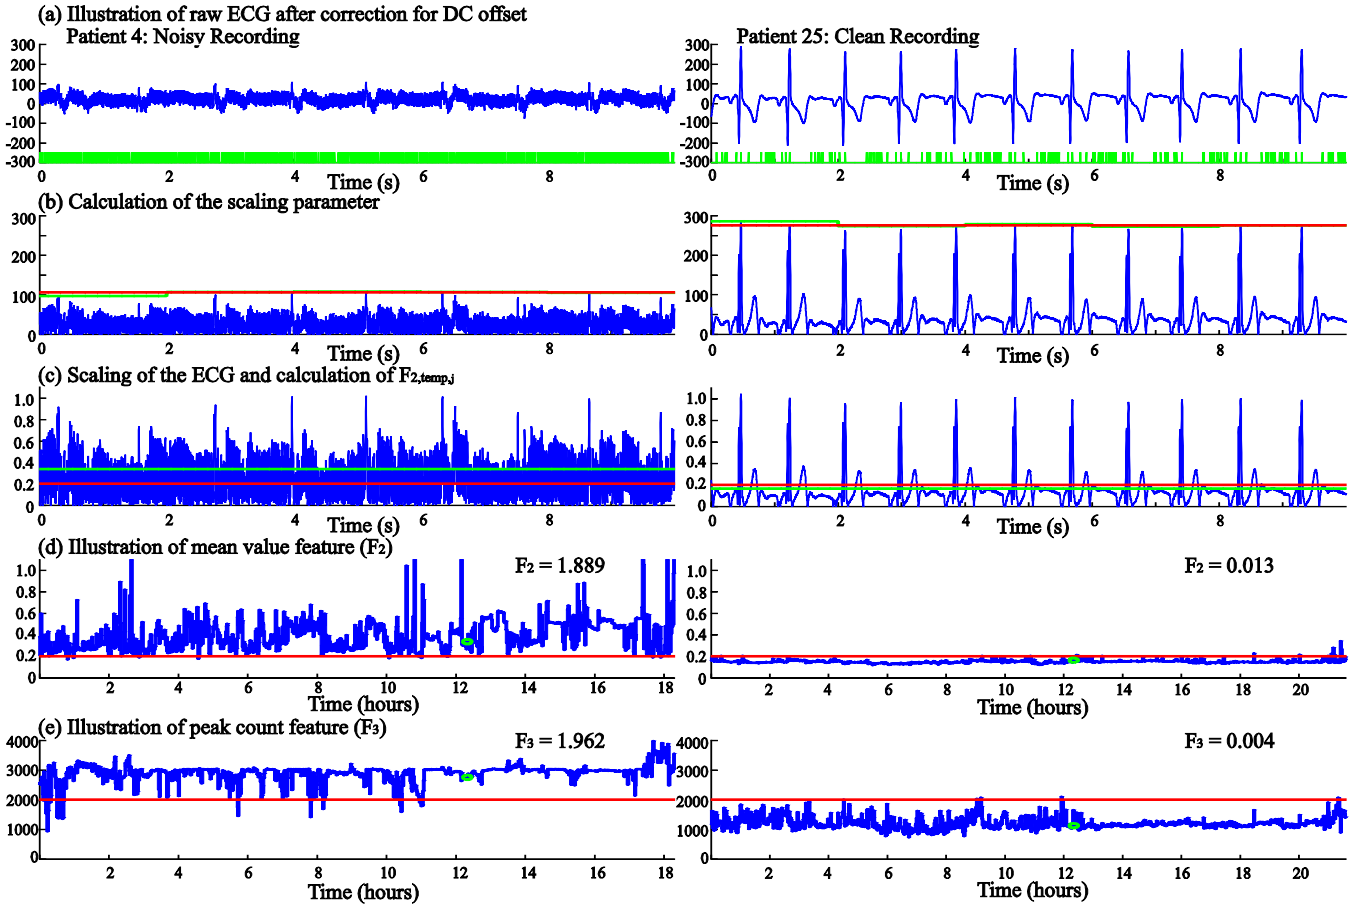 (a) Illustration of raw ECG after correction for DC offset
Patient 4: Noisy Recording
Patient 25: Clean Recording
300
200
100
0
-100
-200
-300
0 2 4 6 8
Time (s)
300
200
100
0
-100
-200
-300
0 2 4 6 8
Time (s)
(b) Calculation of the scaling parameter
300
200
100
0
0 2 4 6 8
Time (s)
300
200
100
0
0 2 4 6 8
Time (s)
(c) Scaling of the ECG and calculation of F2,temp,j
1.0
0.8
0.6
0.4
0.2
0
0 2 4 6 8
Time (s)
1.0
0.8
0.6
0.4
0.2
0
0 2 4 6 8
Time (s)
(d) Illustration of mean value feature (F2)
F2 = 1.889
1.0
0.8
0.6
0.4
0.2
0
2 4 6 8 10 12 14 16 18
Time (hours)
F2 = 0.013
1.0
0.8
0.6
0.4
0.2
0
2 4 6 8 10 12 14 16 18 20
Time (hours)
(e) Illustration of peak count feature (F3)
F3 = 1.962
4000
3000
2000
1000
0
2 4 6 8 10 12 14 16 18
Time (hours)
F3 = 0.004
4000
3000
2000
1000
0
2 4 6 8 10 12 14 16 18 20
Time (hours)